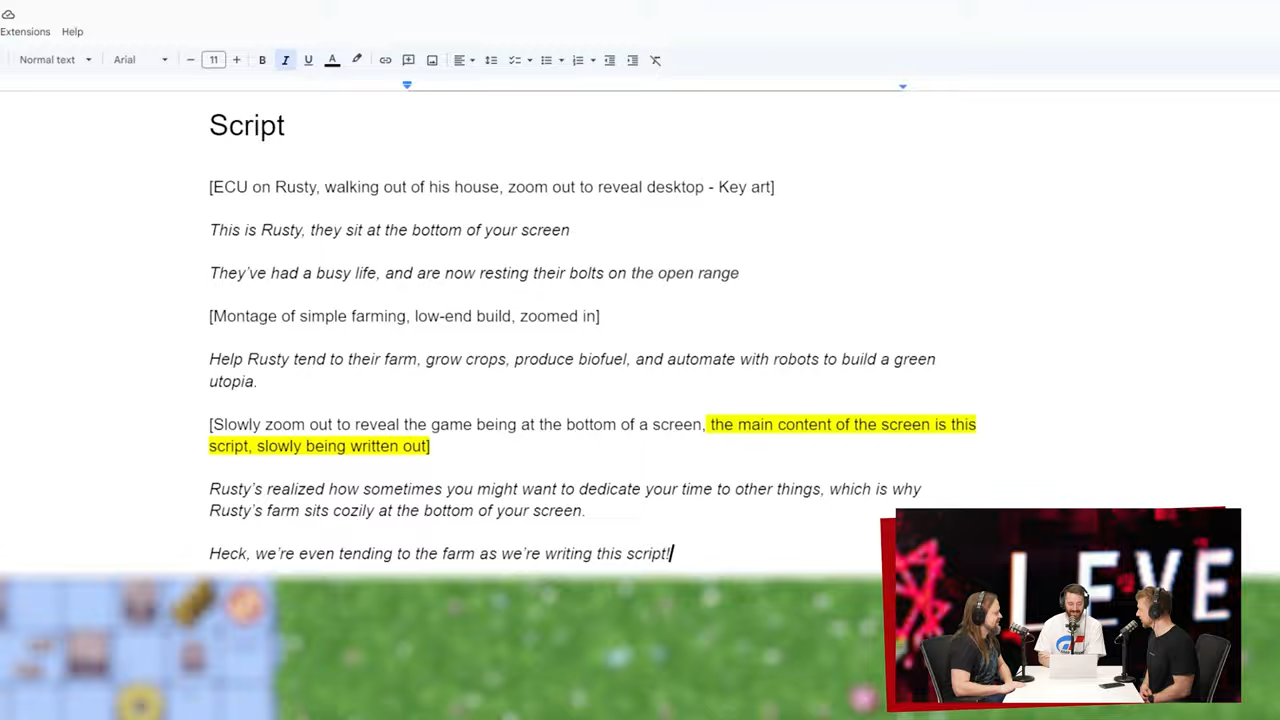 Extensions Help
Normal text Arial 11 B I U A
Script
[ECU on Rusty, walking out of his house, zoom out to reveal desktop - Key art]
This is Rusty, they sit at the bottom of your screen
They've had a busy life, and are now resting their bolts on the open range
[Montage of simple farming, low-end build, zoomed in]
Help Rusty tend to their farm, grow crops, produce biofuel, and automate with robots to build a green
utopia.
[Slowly zoom out to reveal the game being at the bottom of a screen, the main content of the screen is this
script, slowly being written out]
Rusty's realized how sometimes you might want to dedicate your time to other things, which is why
Rusty's farm sits cozily at the bottom of your screen.
Heck, we're even tending to the farm as we're writing this script!
LEVE